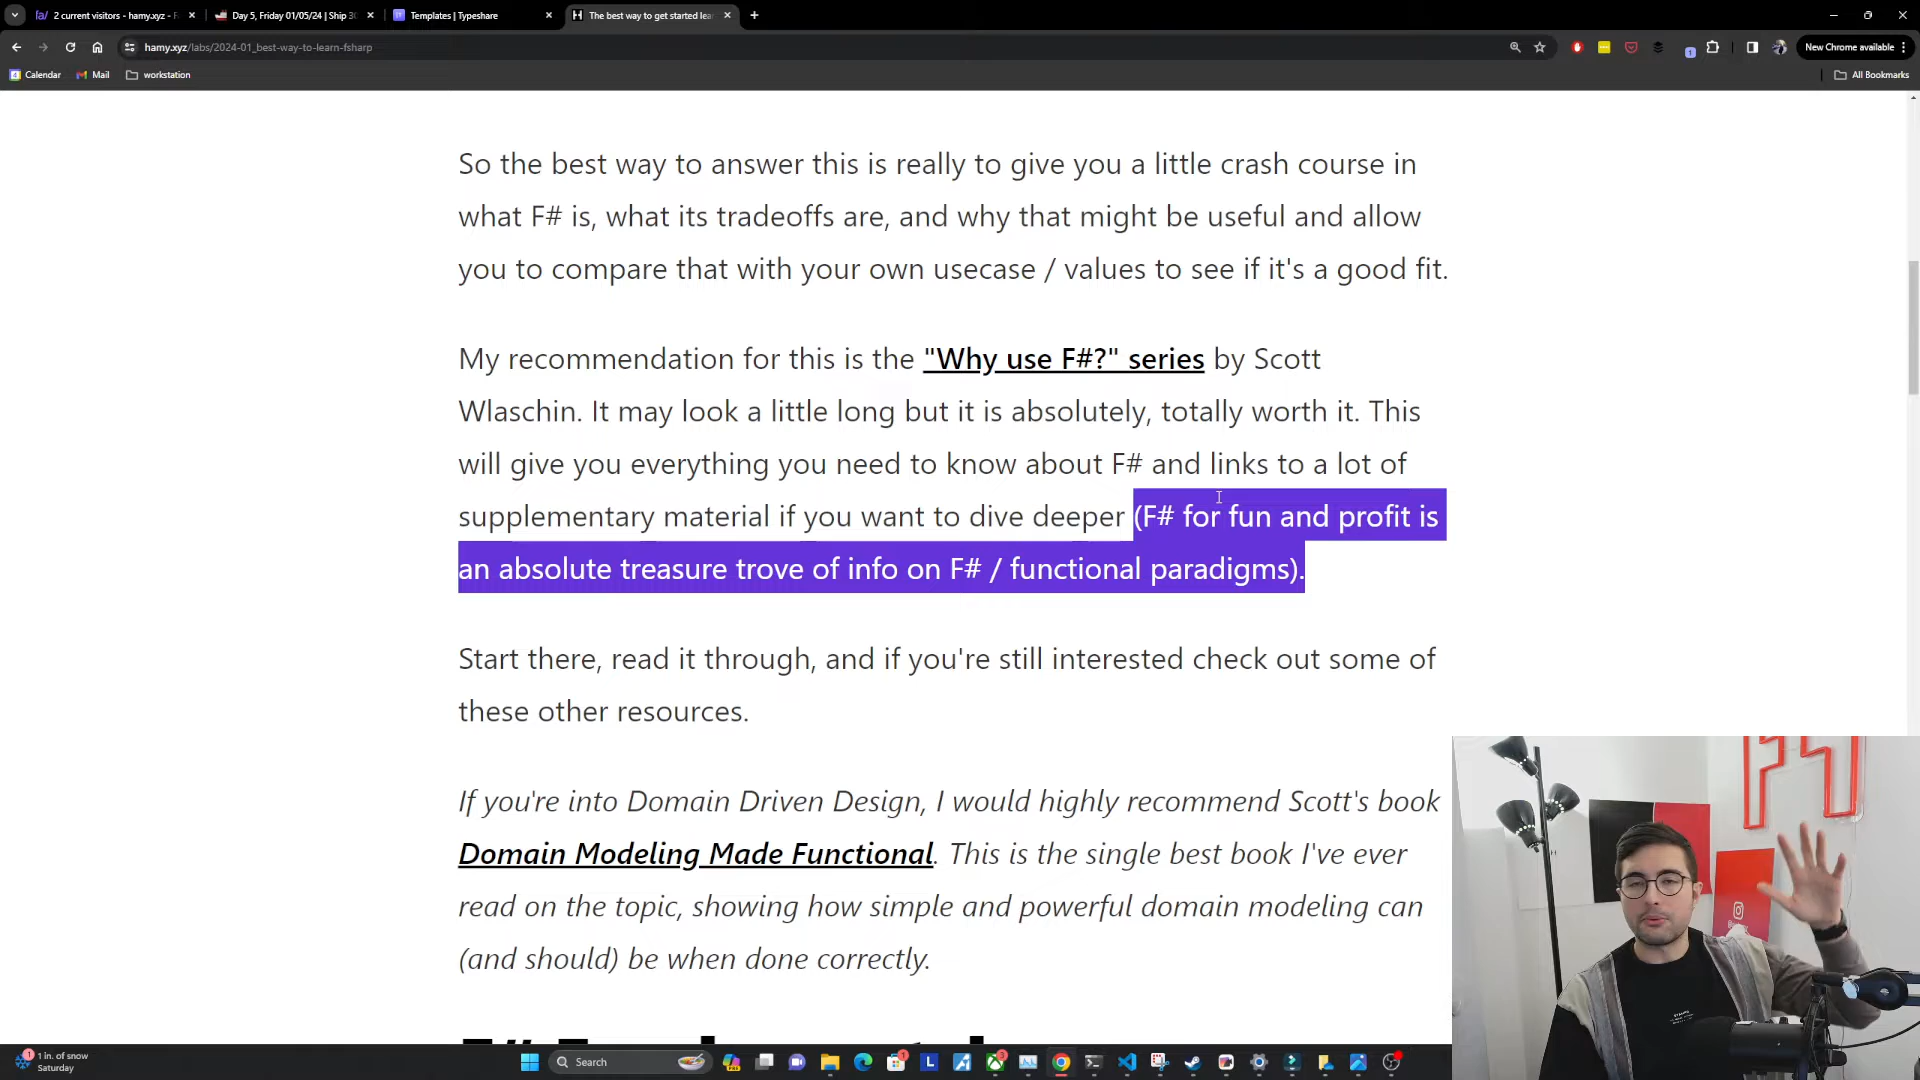 2 current visitors - hamy.xyz - F
Day 5, Friday 01/05/24 | Ship 30
Templates | Typeshare
The best way to get started lea
hamy.xyz/labs/2024-01_best-way-to-learn-fsharp
New Chrome available
Calendar
Mail
workstation
All Bookmarks
So the best way to answer this is really to give you a little crash course in
what F# is, what its tradeoffs are, and why that might be useful and allow
you to compare that with your own usecase / values to see if it's a good fit.
My recommendation for this is the "Why use F#?" series by Scott
Wlaschin. It may look a little long but it is absolutely, totally worth it. This
will give you everything you need to know about F# and links to a lot of
supplementary material if you want to dive deeper (F# for fun and profit is
an absolute treasure trove of info on F# / functional paradigms).
Start there, read it through, and if you're still interested check out some of
these other resources.
If you're into Domain Driven Design, I would highly recommend Scott's book
Domain Modeling Made Functional. This is the single best book I've ever
read on the topic, showing how simple and powerful domain modeling can
(and should) be when done correctly.
1 in. of snow
Saturday
Search